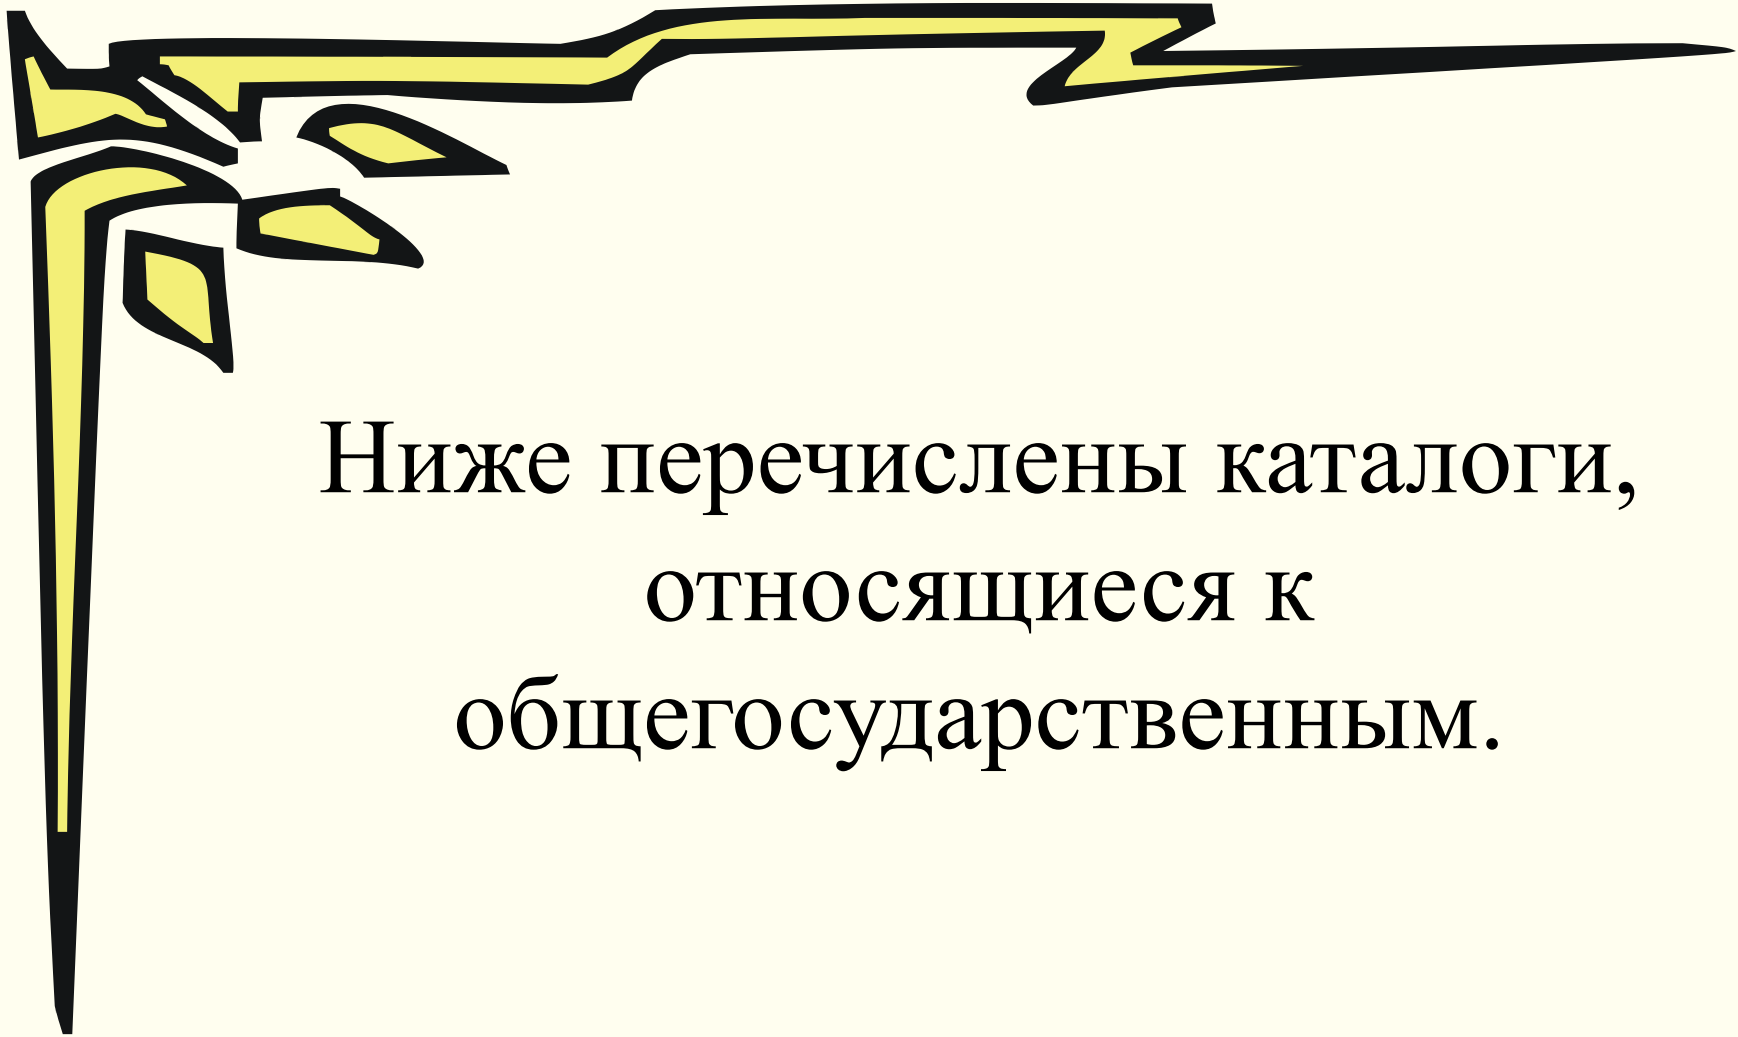 Ниже перечислены каталоги,
относящиеся к
общегосударственным.